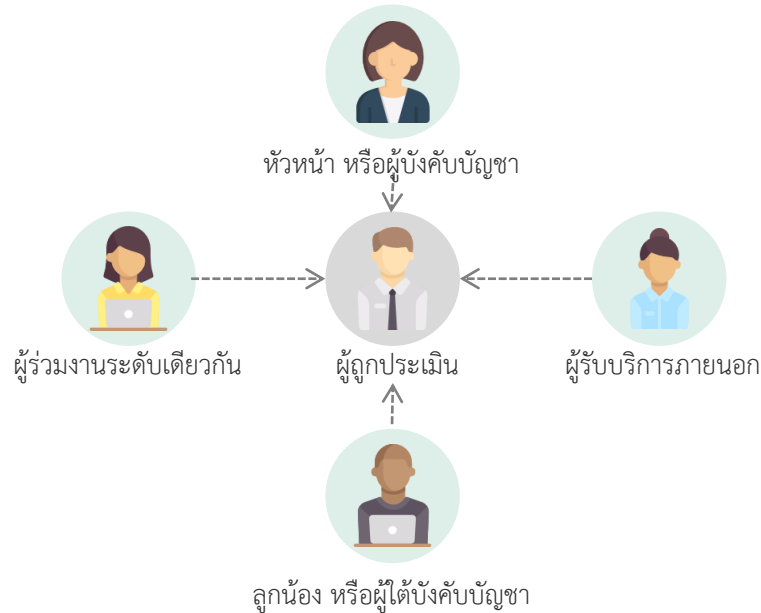 หัวหน้า หรือผู้บังคับบัญชา
ผู้ร่วมงานระดับเดียวกัน
ผู้ถูกประเมิน
ผู้รับบริการภายนอก
ลูกน้อง หรือผู้ใต้บังคับบัญชา